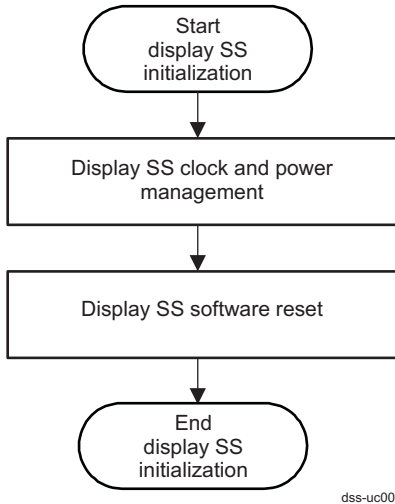 Start
display SS
initialization
Display SS clock and power
management
Display SS software reset
End
display SS
initialization
dss-uc00